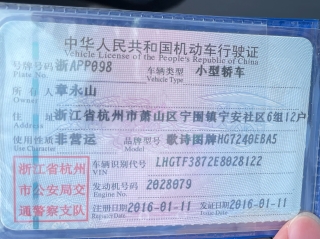 中华人民共和国机动车行驶证
Vehicle License of the People's Republic of China
号牌号码 浙APP098 车辆类型 小型轿车
Plate No. Vehicle Type
所有人 章永山
Owner
住址 浙江省杭州市萧山区宁围镇宁安社区6组12户
Address
使用性质 非营运 品牌型号 歌诗图牌HG7240EBA5
Use Character Model
浙江省杭州
市公安局交
通警察支队
车辆识别代号 LHGTF3872E8028122
VIN
发动机号码 2028079
Engine No.
注册日期 2016-01-11 发证日期 2016-01-11
Register Date Issue Date